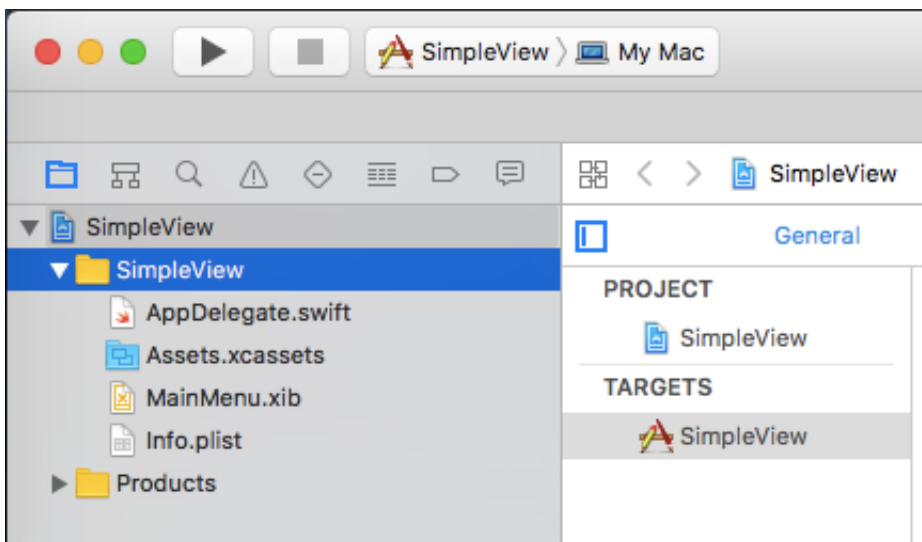 SimpleView My Mac
SimpleView
SimpleView
General
SimpleView
AppDelegate.swift
Assets.xcassets
MainMenu.xib
Info.plist
Products
PROJECT
SimpleView
TARGETS
SimpleView